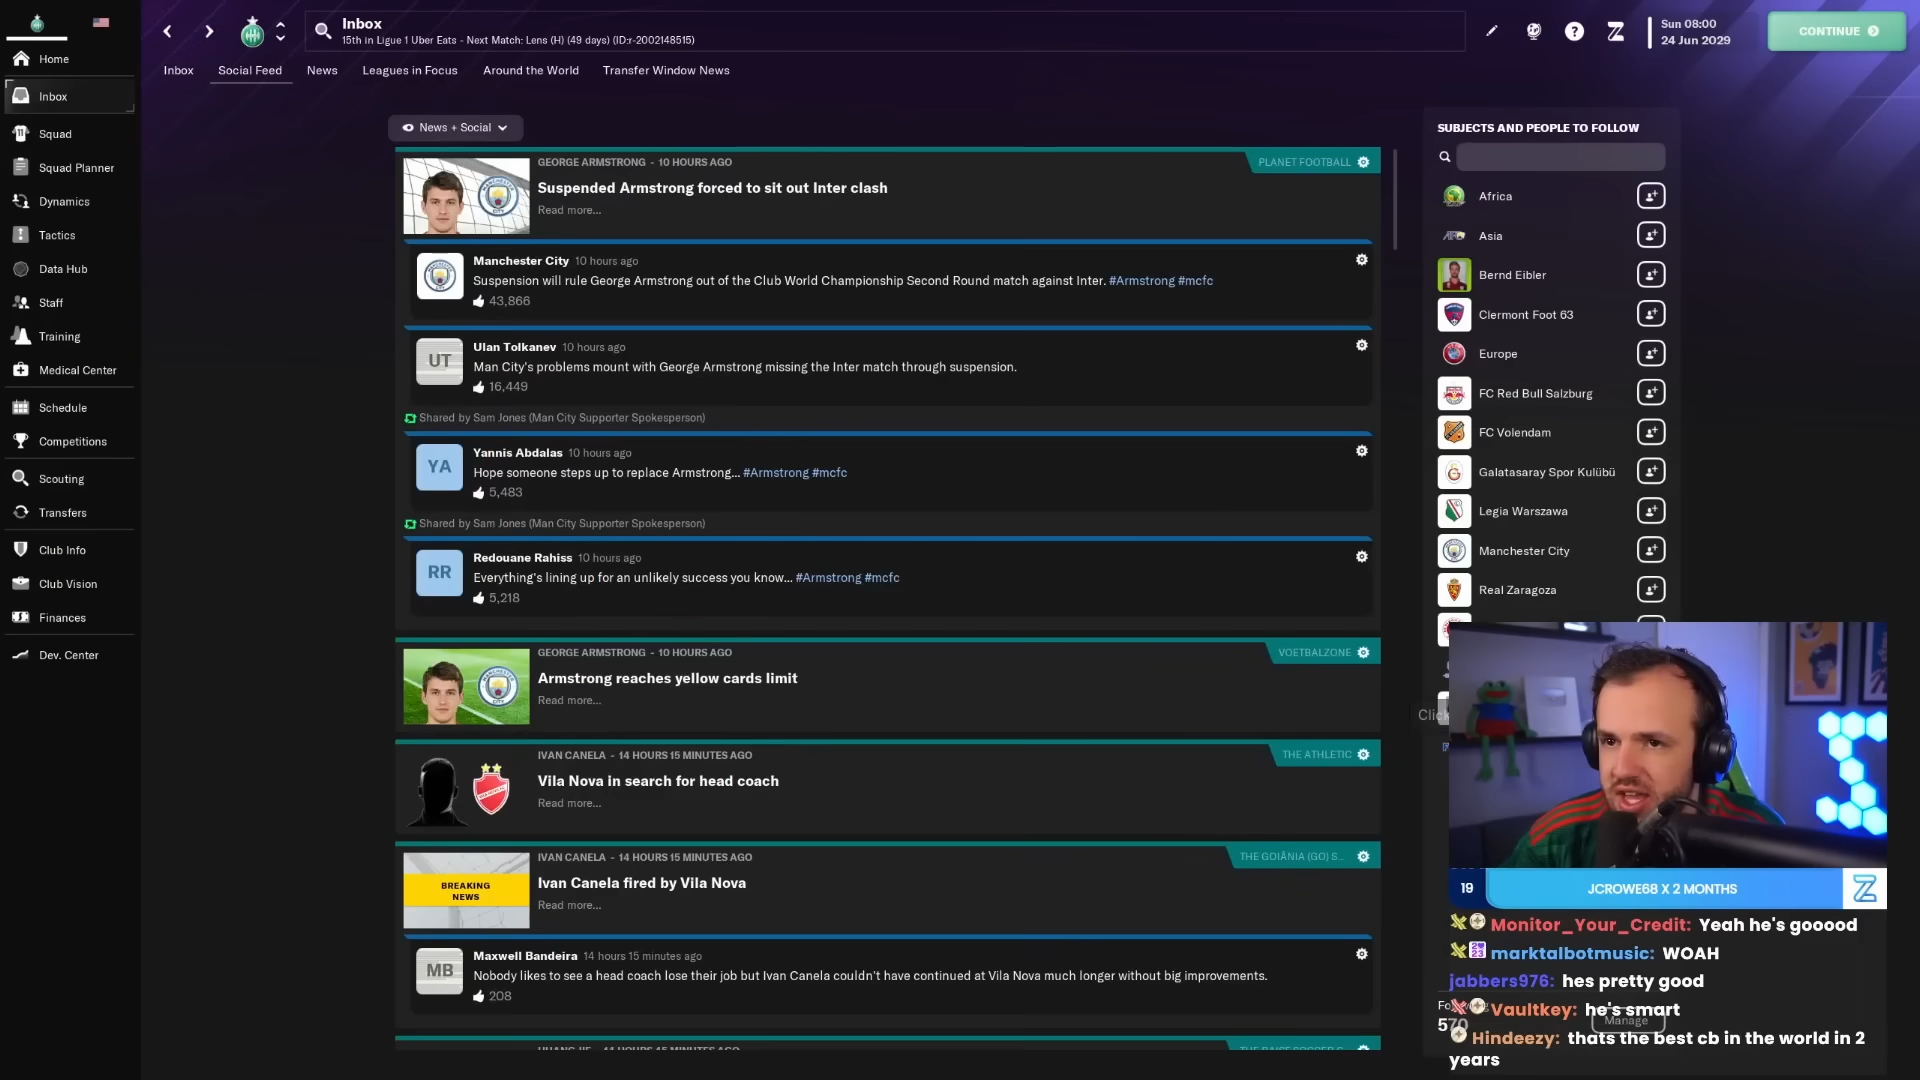 Home
Inbox
Squad
Squad Planner
Dynamics
Tactics
Data Hub
Staff
Training
Medical Center
Schedule
Competitions
Scouting
Transfers
Club Info
Club Vision
Finances
Dev. Center
Inbox
15th in Ligue 1 Uber Eats - Next Match: Lens (H) (49 days) (ID:r-2002148515)
Sun 08:00
24 Jun 2029
CONTINUE
Inbox Social Feed News Leagues in Focus Around the World Transfer Window News
News + Social
GEORGE ARMSTRONG - 10 HOURS AGO
PLANET FOOTBALL
Suspended Armstrong forced to sit out Inter clash
Read more...
Manchester City 10 hours ago
Suspension will rule George Armstrong out of the Club World Championship Second Round match against Inter. #Armstrong #mcfc
43,866
UT
Ulan Tolkanev 10 hours ago
Man City's problems mount with George Armstrong missing the Inter match through suspension.
16,449
Shared by Sam Jones (Man City Supporter Spokesperson)
YA
Yannis Abdalas 10 hours ago
Hope someone steps up to replace Armstrong... #Armstrong #mcfc
5,483
Shared by Sam Jones (Man City Supporter Spokesperson)
RR
Redouane Rahiss 10 hours ago
Everything's lining up for an unlikely success you know... #Armstrong #mcfc
5,218
GEORGE ARMSTRONG - 10 HOURS AGO
VOETBALZONE
Armstrong reaches yellow cards limit
Read more...
IVAN CANELA - 14 HOURS 15 MINUTES AGO
THE ATHLETIC
Vila Nova in search for head coach
Read more...
IVAN CANELA - 14 HOURS 15 MINUTES AGO
THE GOIÂNIA (GO) S...
BREAKING
NEWS
Ivan Canela fired by Vila Nova
Read more...
MB
Maxwell Bandeira 14 hours 15 minutes ago
Nobody likes to see a head coach lose their job but Ivan Canela couldn't have continued at Vila Nova much longer without big improvements.
208
SUBJECTS AND PEOPLE TO FOLLOW
Africa
Asia
Bernd Eibler
Clermont Foot 63
Europe
FC Red Bull Salzburg
FC Volendam
Galatasaray Spor Kulübü
Legia Warszawa
Manchester City
Real Zaragoza
Click
19
JCROWE68 X 2 MONTHS
Monitor_Your_Credit: Yeah he's gooood
marktalbotmusic: WOAH
jabbers976: hes pretty good
Vaultkey: he's smart
Manage
Hindeezy: thats the best cb in the world in 2
years